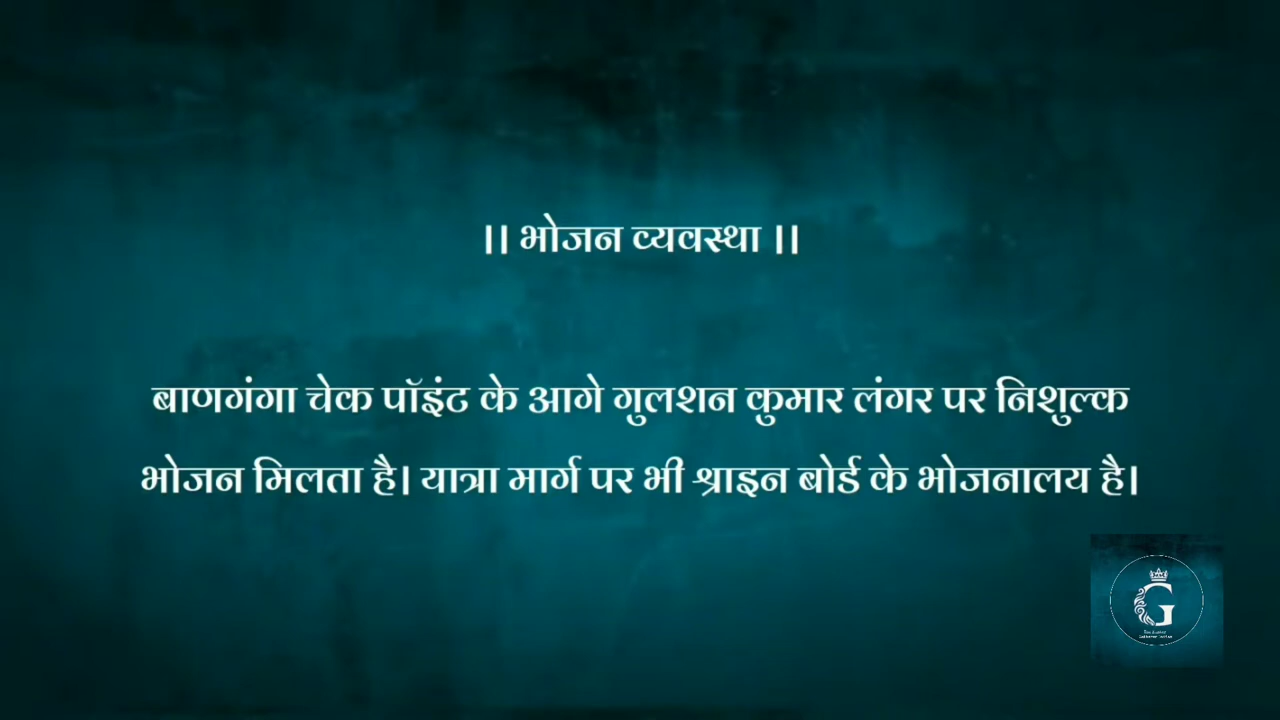 ।। भोजन व्यवस्था ।।
बाणगंगा चेक पॉइंट के आगे गुलशन कुमार लंगर पर निशुल्क
भोजन मिलता है। यात्रा मार्ग पर भी श्राइन बोर्ड के भोजनालय है।
G